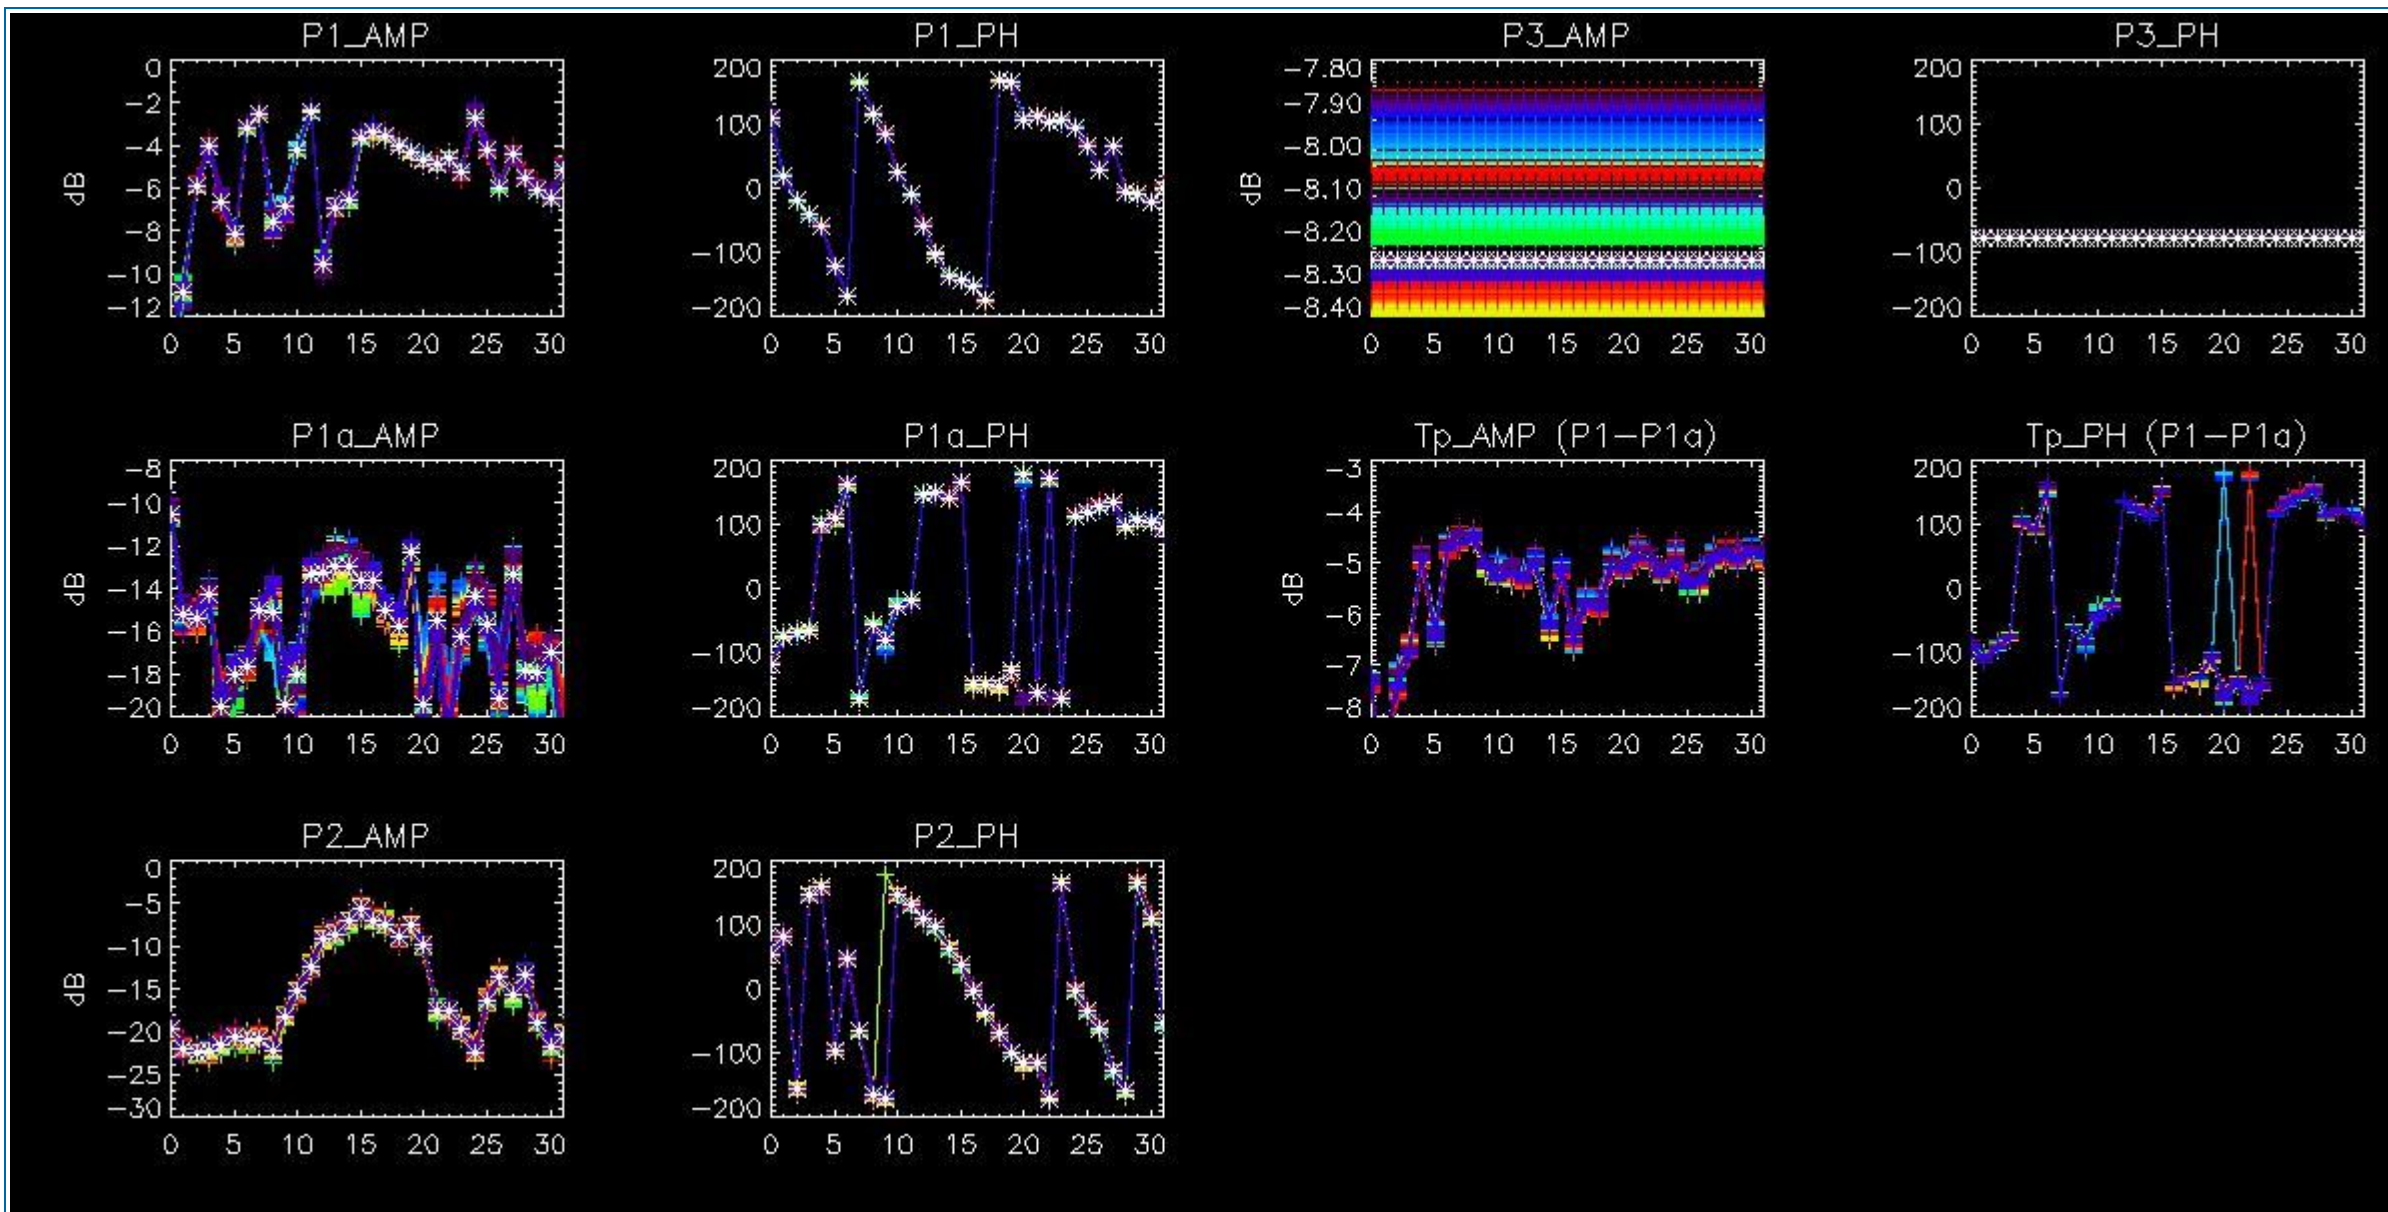 P1_AMP P1_PH P3_AMP P3_PH
0 200 -7.80 200
-2 100 -7.90 100
-4 0 -8.00 0
-6 -100 -8.10 -100
-8 -200 -8.20 -200
-10 -8.30
-12 -8.40
dB dB
0 5 10 15 20 25 30 0 5 10 15 20 25 30 0 5 10 15 20 25 30 0 5 10 15 20 25 30
P1a_AMP P1a_PH Tp_AMP (P1-P1a) Tp_PH (P1-P1a)
-8 200 -3 200
-10 100 -4 100
-12 0 -5 0
-14 -100 -6 -100
-16 -200 -7 -200
-18 -8
-20
dB dB
0 5 10 15 20 25 30 0 5 10 15 20 25 30 0 5 10 15 20 25 30 0 5 10 15 20 25 30
P2_AMP P2_PH
0 200
-5 100
-10 0
-15 -100
-20 -200
-25
-30
dB
0 5 10 15 20 25 30 0 5 10 15 20 25 30